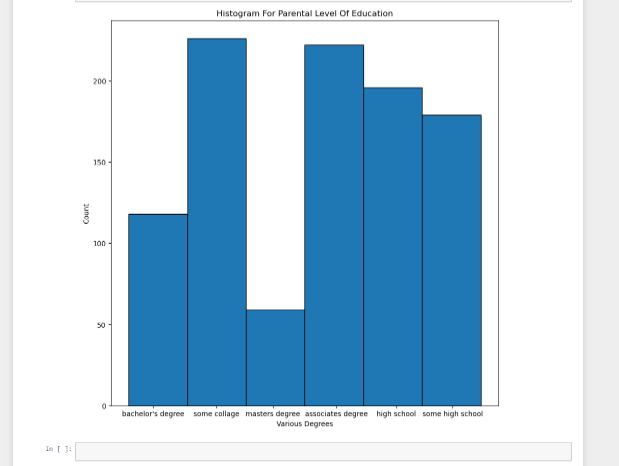 Histogram For Parental Level Of Education
200
150
100
50
0
Count
bachelor's degree some collage masters degree associates degree high school some high school
Various Degrees
In [ ]: